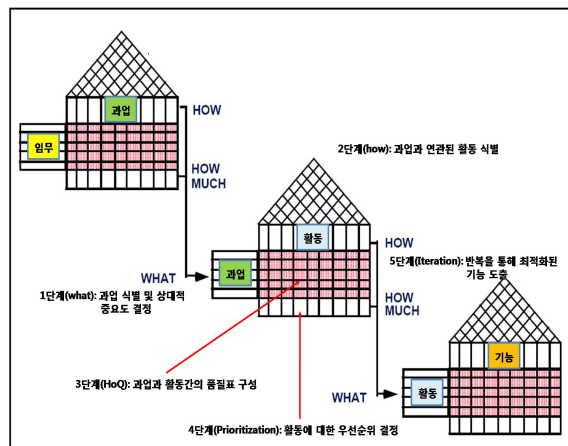 과업
HOW
임무
HOW
MUCH
2단계(how): 과업과 연관된 활동 식별
활동
HOW
5단계(Iteration): 반복을 통해 최적화된
기능 도출
WHAT
과업
1단계(what): 과업 식별 및 상대적
중요도 결정
HOW
MUCH
기능
3단계(HoQ): 과업과 활동간의 품질표 구성
WHAT
활동
4단계(Prioritization): 활동에 대한 우선순위 결정